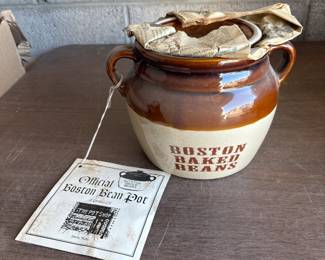 BOSTON
BAKED
BEANS
Official
Boston Bean Pot
THE POT SHOP